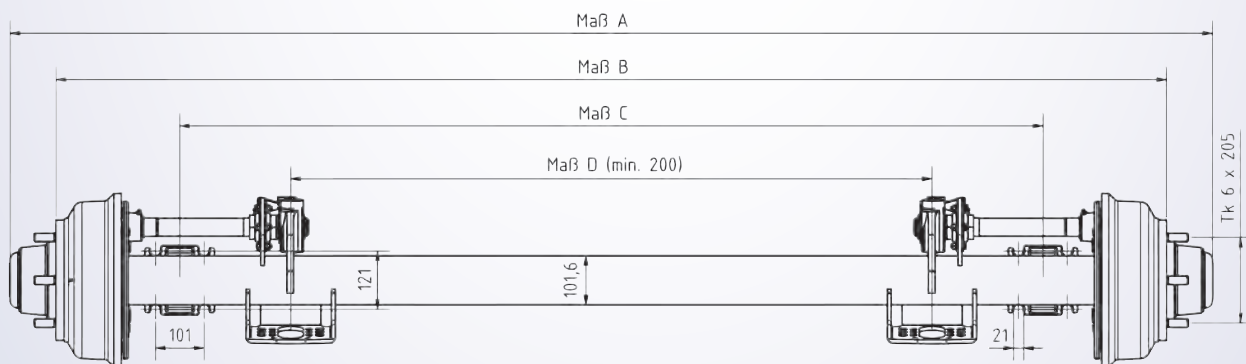 Maß A
Maß B
Maß C
Maß D (min. 200)
Tk 6 x 205
121
101,6
101
21